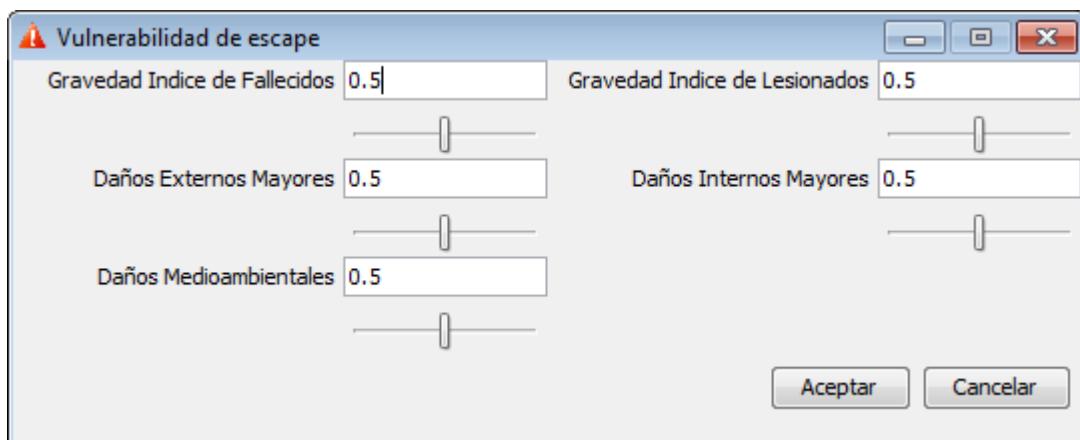 Vulnerabilidad de escape
Gravedad Indice de Fallecidos 0.5 Gravedad Indice de Lesionados 0.5
Daños Externos Mayores 0.5 Daños Internos Mayores 0.5
Daños Medioambientales 0.5
Aceptar Cancelar